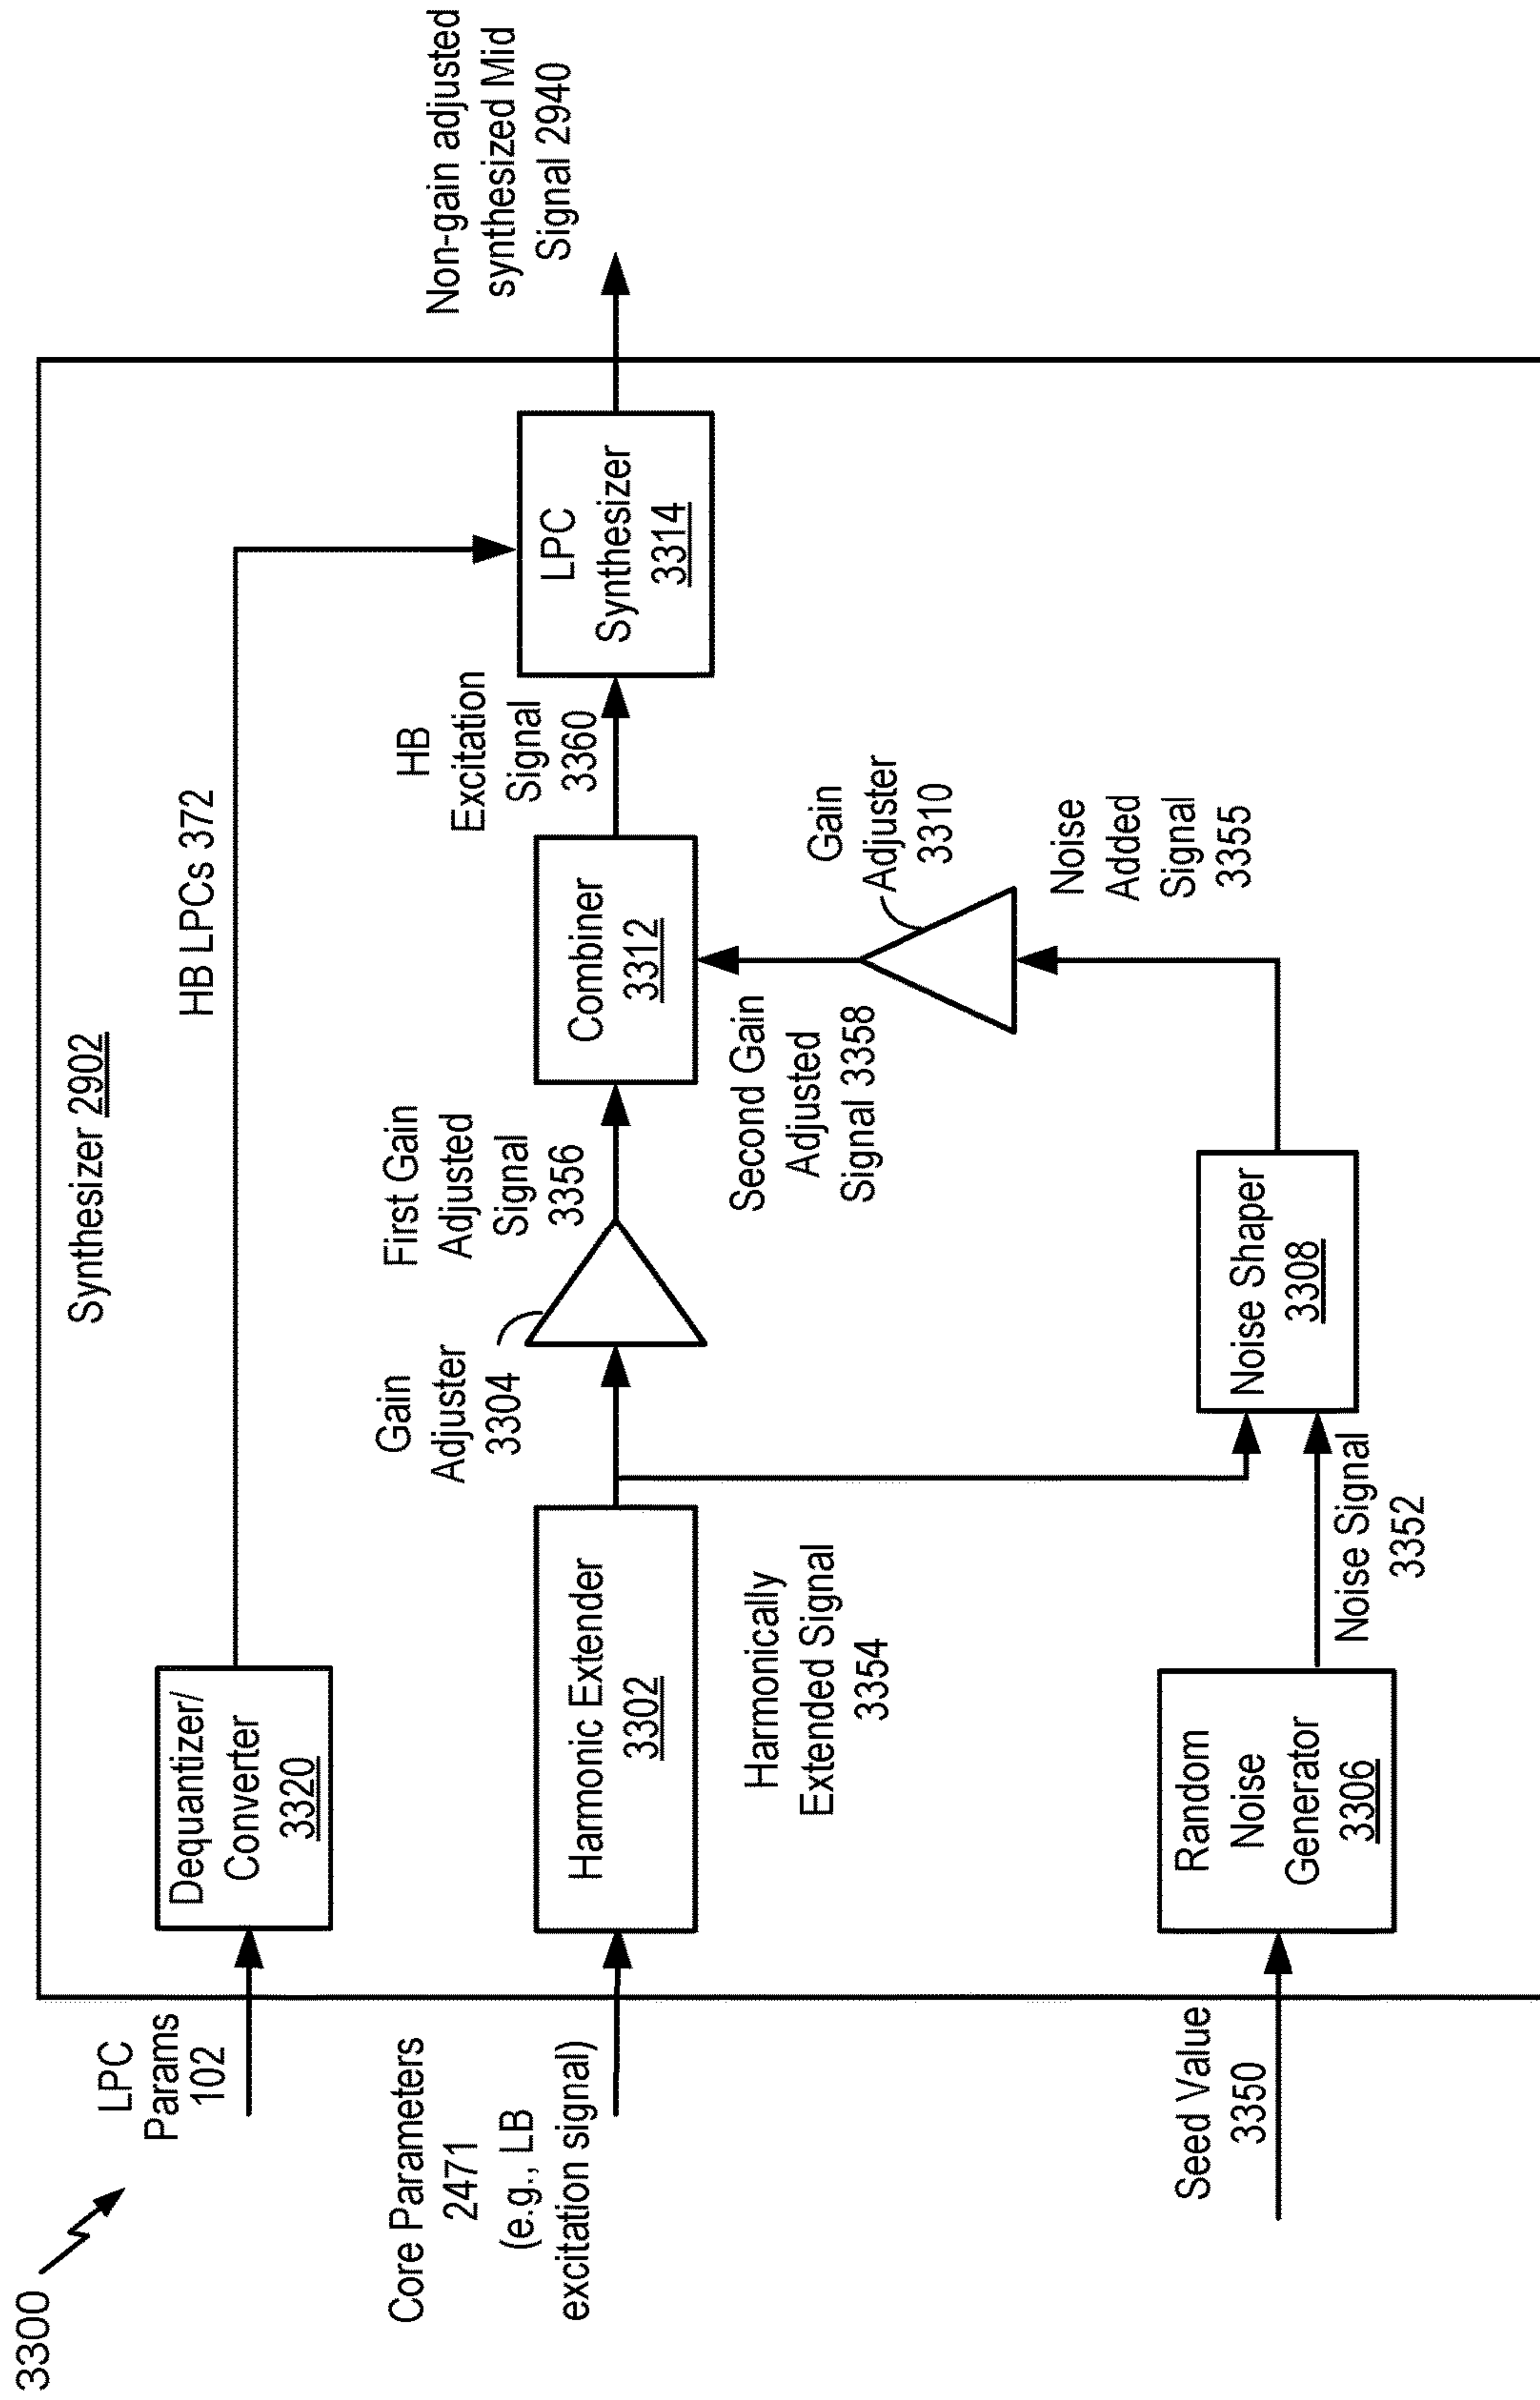 3300
Synthesizer 2902
LPC
Params
102
Dequantizer/
Converter
3320
HB LPCs 372
Core Parameters
2471
(e.g., LB
excitation signal)
Harmonic Extender
3302
Harmonically
Extended Signal
3354
Gain
Adjuster
3304
First Gain
Adjusted
Signal
3356
Combiner
3312
HB
Excitation
Signal
3360
LPC
Synthesizer
3314
Non-gain adjusted
synthesized Mid
Signal 2940
Second Gain
Adjusted
Signal 3358
Gain
Adjuster
3310
Noise
Added
Signal
3355
Seed Value
3350
Random
Noise
Generator
3306
Noise Signal
3352
Noise Shaper
3308